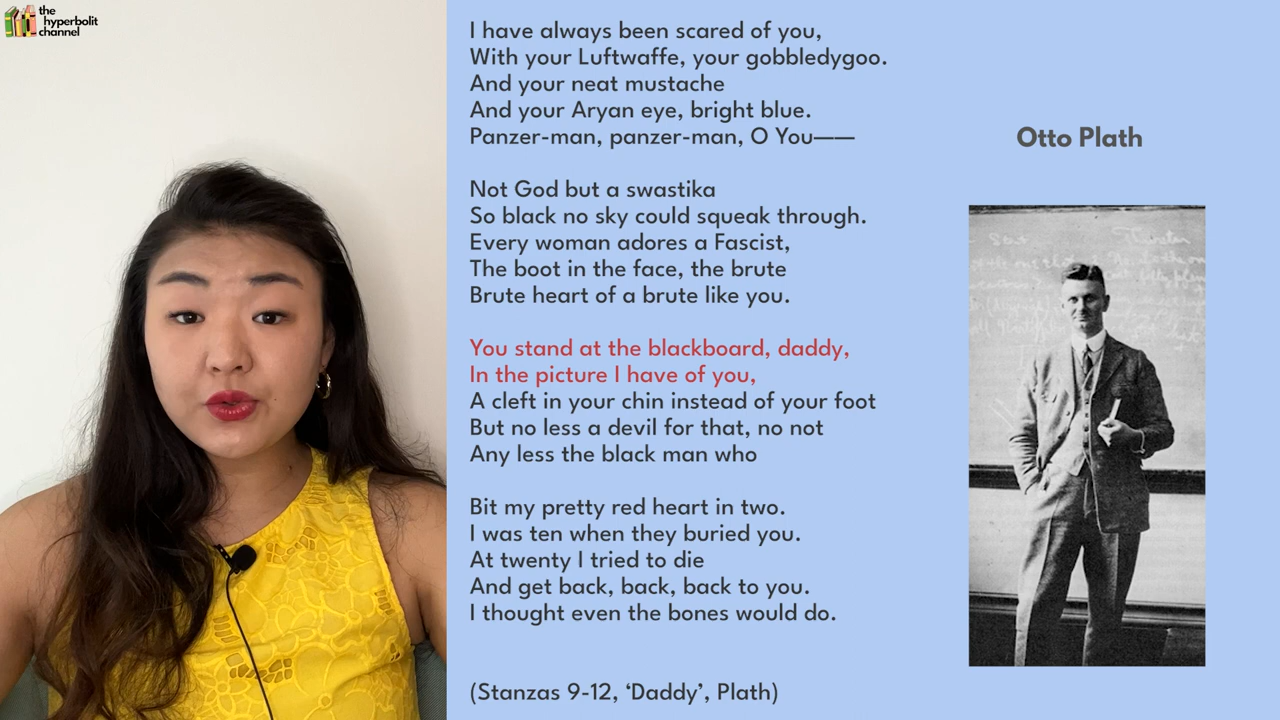 the
hyperbolit
channel
I have always been scared of you,
With your Luftwaffe, your gobbledygoo.
And your neat mustache
And your Aryan eye, bright blue.
Panzer-man, panzer-man, O You——
Not God but a swastika
So black no sky could squeak through.
Every woman adores a Fascist,
The boot in the face, the brute
Brute heart of a brute like you.
You stand at the blackboard, daddy,
In the picture I have of you,
A cleft in your chin instead of your foot
But no less a devil for that, no not
Any less the black man who
Bit my pretty red heart in two.
I was ten when they buried you.
At twenty I tried to die
And get back, back, back to you.
I thought even the bones would do.
(Stanzas 9-12, ‘Daddy’, Plath)
Otto Plath